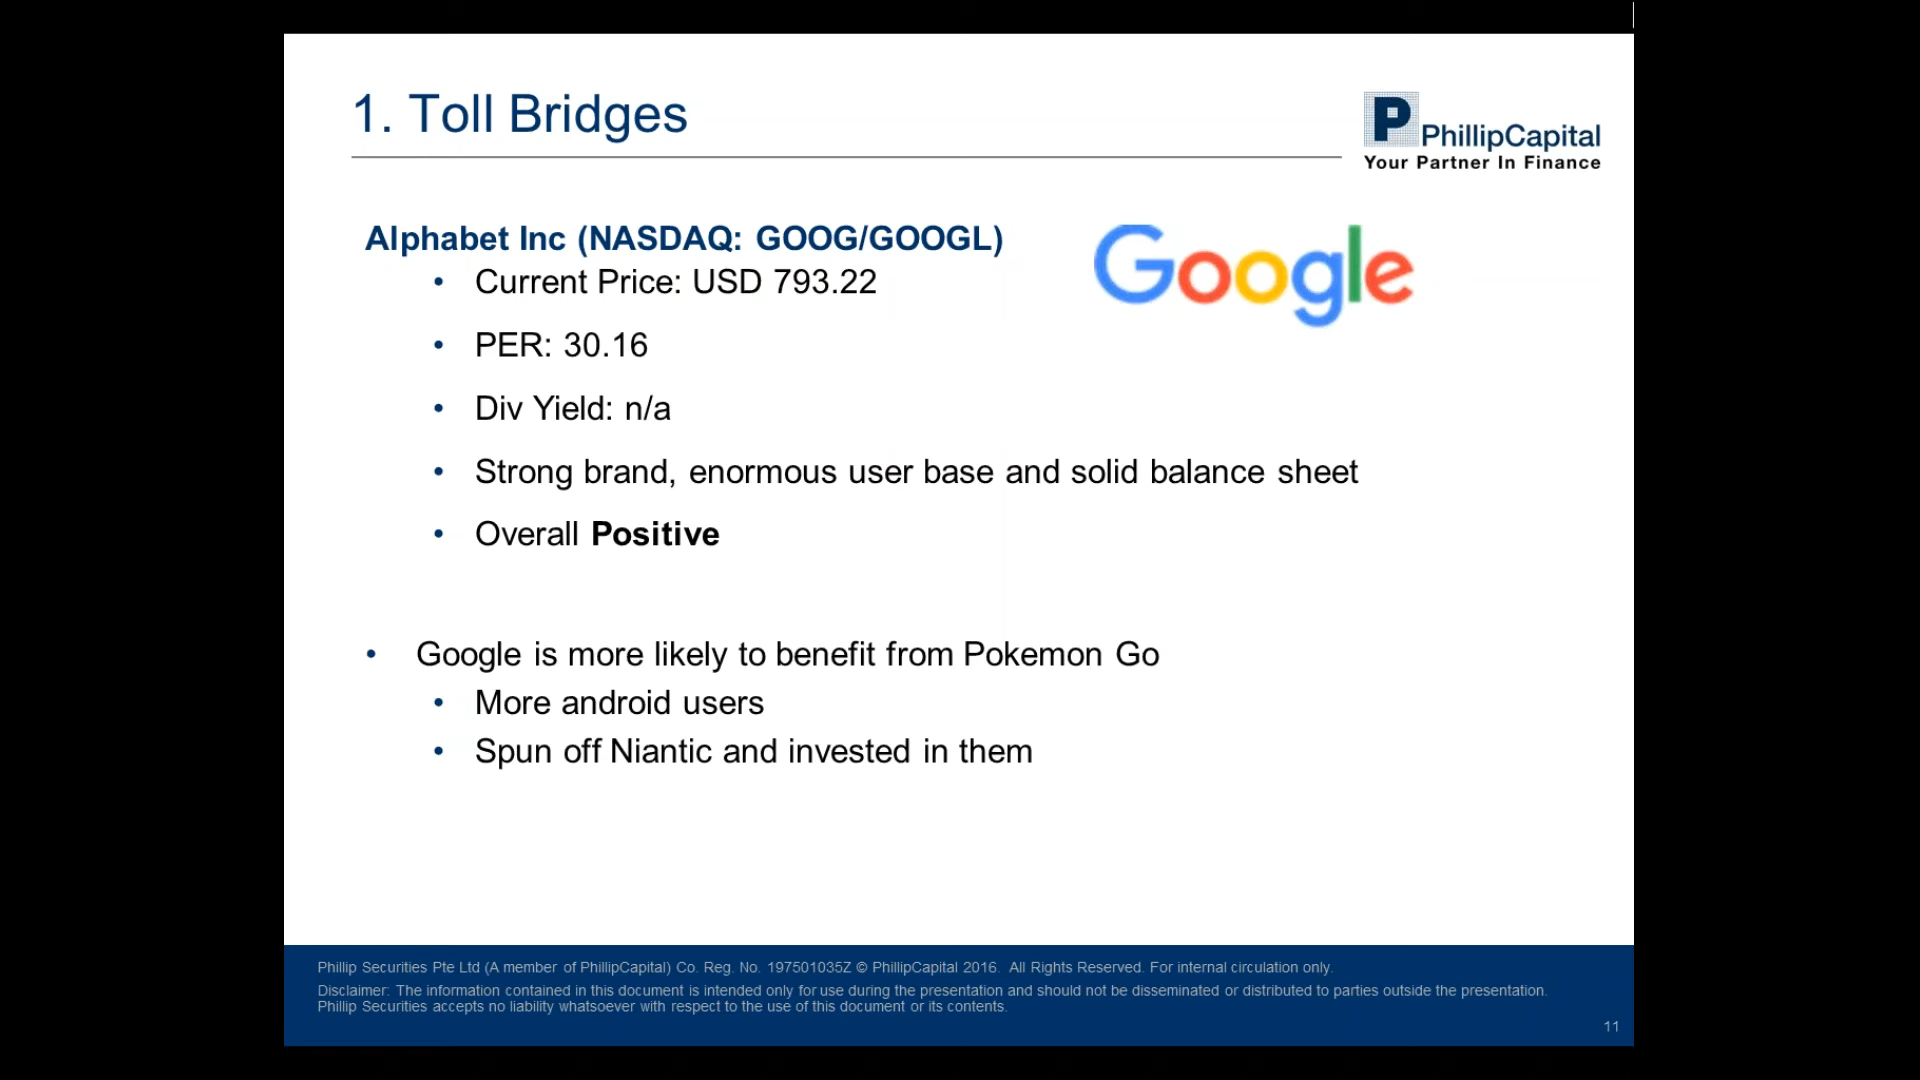 1. Toll Bridges
P PhillipCapital
Your Partner In Finance
Alphabet Inc (NASDAQ: GOOG/GOOGL)
Google
• Current Price: USD 793.22
• PER: 30.16
• Div Yield: n/a
• Strong brand, enormous user base and solid balance sheet
• Overall Positive
• Google is more likely to benefit from Pokemon Go
• More android users
• Spun off Niantic and invested in them
Phillip Securities Pte Ltd (A member of PhillipCapital) Co. Reg. No. 197501035Z © PhillipCapital 2016. All Rights Reserved. For internal circulation only.
Disclaimer: The information contained in this document is intended only for use during the presentation and should not be disseminated or distributed to parties outside the presentation.
Phillip Securities accepts no liability whatsoever with respect to the use of this document or its contents.
11